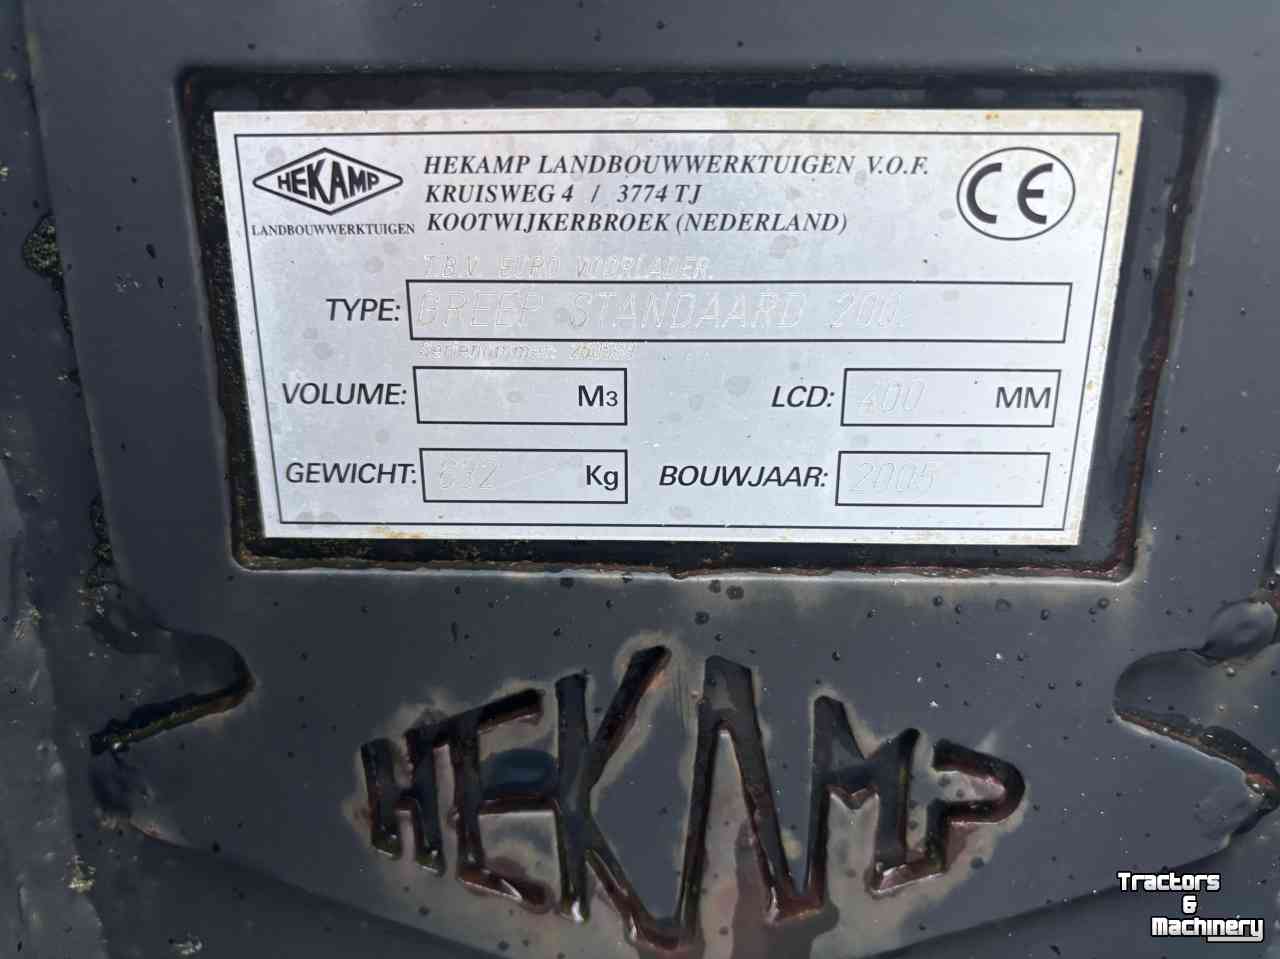 HEKAMP
LANDBOUWWERKTUIGEN
HEKAMP LANDBOUWWERKTUIGEN V.O.F.
KRUISWEG 4 / 3774 TJ
KOOTWIJKERBROEK (NEDERLAND)
CE
T.B.V EURO VOORLADER.
TYPE: GREEP STANDAARD 200.
Serienummer:
VOLUME: M3
LCD: 400 MM
GEWICHT: 632 Kg
BOUWJAAR: 2005
HEKAMP
Tractors
&
Machinery